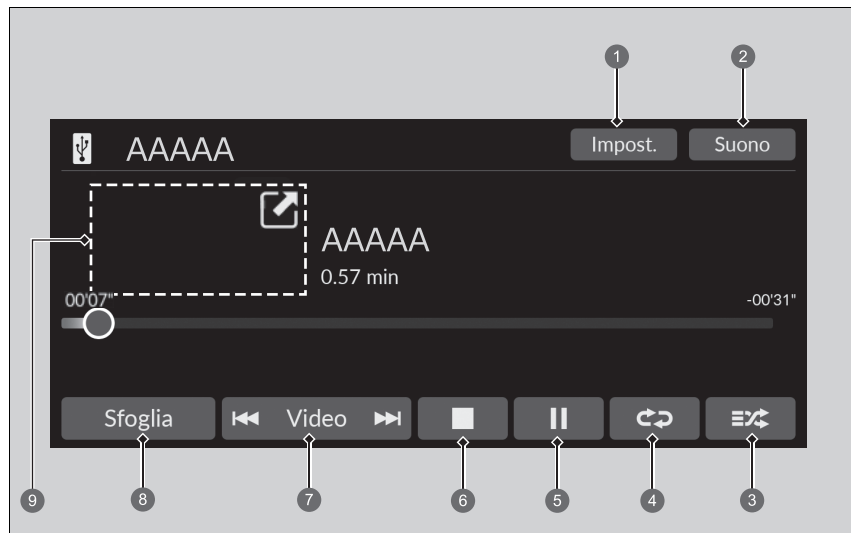 1 2
AAAAA Impost. Suono
AAAAA
0.57 min
00'07" -00'31"
Sfoglia Video
9 8 7 6 5 4 3